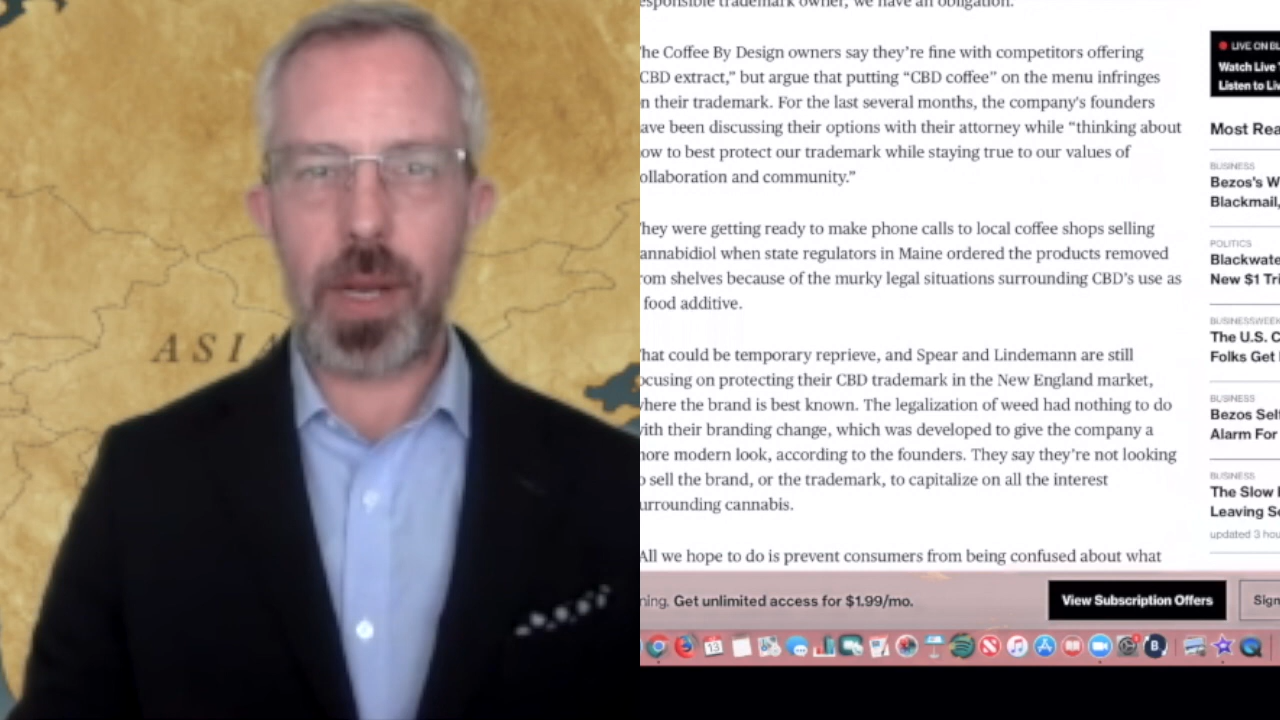 ASIA
esponsible trademark owner, we have an obligation.
he Coffee By Design owners say they're fine with competitors offering
CBD extract," but argue that putting "CBD coffee" on the menu infringes
n their trademark. For the last several months, the company's founders
ave been discussing their options with their attorney while "thinking about
ow to best protect our trademark while staying true to our values of
ollaboration and community."
hey were getting ready to make phone calls to local coffee shops selling
annabidiol when state regulators in Maine ordered the products removed
rom shelves because of the murky legal situations surrounding CBD's use as
food additive.
hat could be temporary reprieve, and Spear and Lindemann are still
ocusing on protecting their CBD trademark in the New England market,
where the brand is best known. The legalization of weed had nothing to do
with their branding change, which was developed to give the company a
more modern look, according to the founders. They say they're not looking
o sell the brand, or the trademark, to capitalize on all the interest
urrounding cannabis.
All we hope to do is prevent consumers from being confused about what
LIVE ON BL
Watch Live
Listen to Liv
Most Rea
BUSINESS
Bezos's W
Blackmail,
POLITICS
Blackwate
New $1 Tri
BUSINESSWEEK
The U.S. C
Folks Get
BUSINESS
Bezos Sel
Alarm For
BUSINESS
The Slow
Leaving S
updated 3 hou
ning. Get unlimited access for $1.99/mo.
View Subscription Offers
Sign
13
B